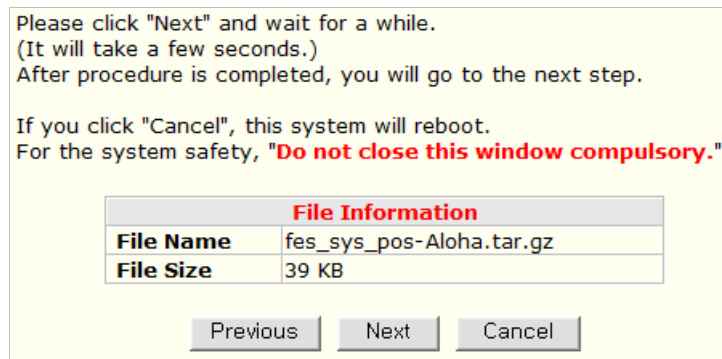 Please click "Next" and wait for a while.
(It will take a few seconds.)
After procedure is completed, you will go to the next step.
If you click "Cancel", this system will reboot.
For the system safety, "Do not close this window compulsory."
File Information
File Name fes_sys_pos-Aloha.tar.gz
File Size 39 KB
Previous Next Cancel